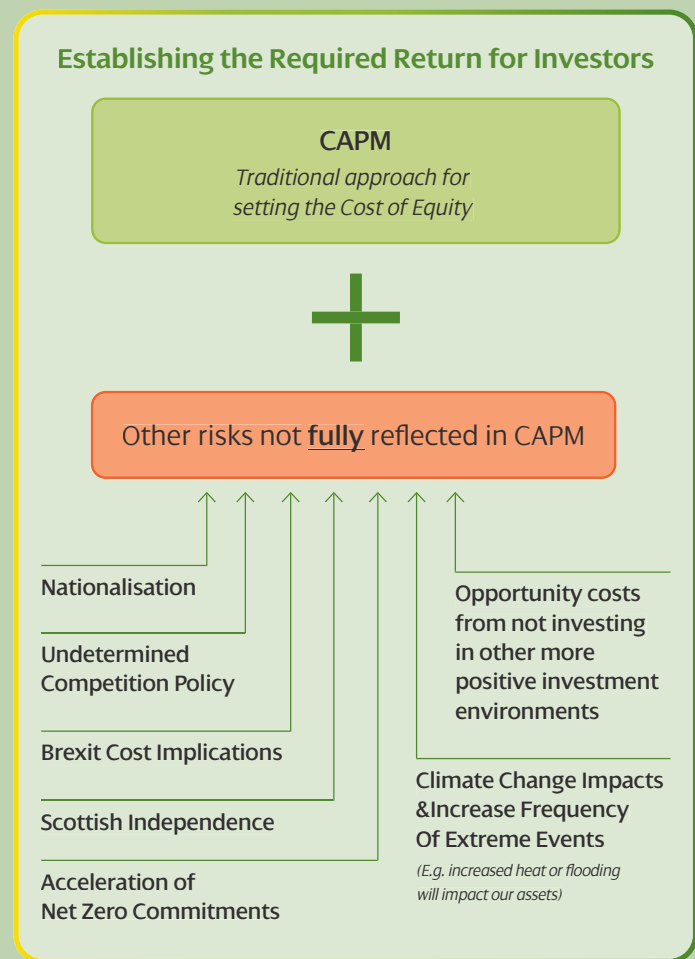 Establishing the Required Return for Investors
CAPM
Traditional approach for
setting the Cost of Equity
Other risks not fully reflected in CAPM
Nationalisation
Undetermined
Competition Policy
Brexit Cost Implications
Scottish Independence
Acceleration of
Net Zero Commitments
Opportunity costs
from not investing
in other more
positive investment
environments
Climate Change Impacts
&Increase Frequency
Of Extreme Events
(E.g. increased heat or flooding
will impact our assets)